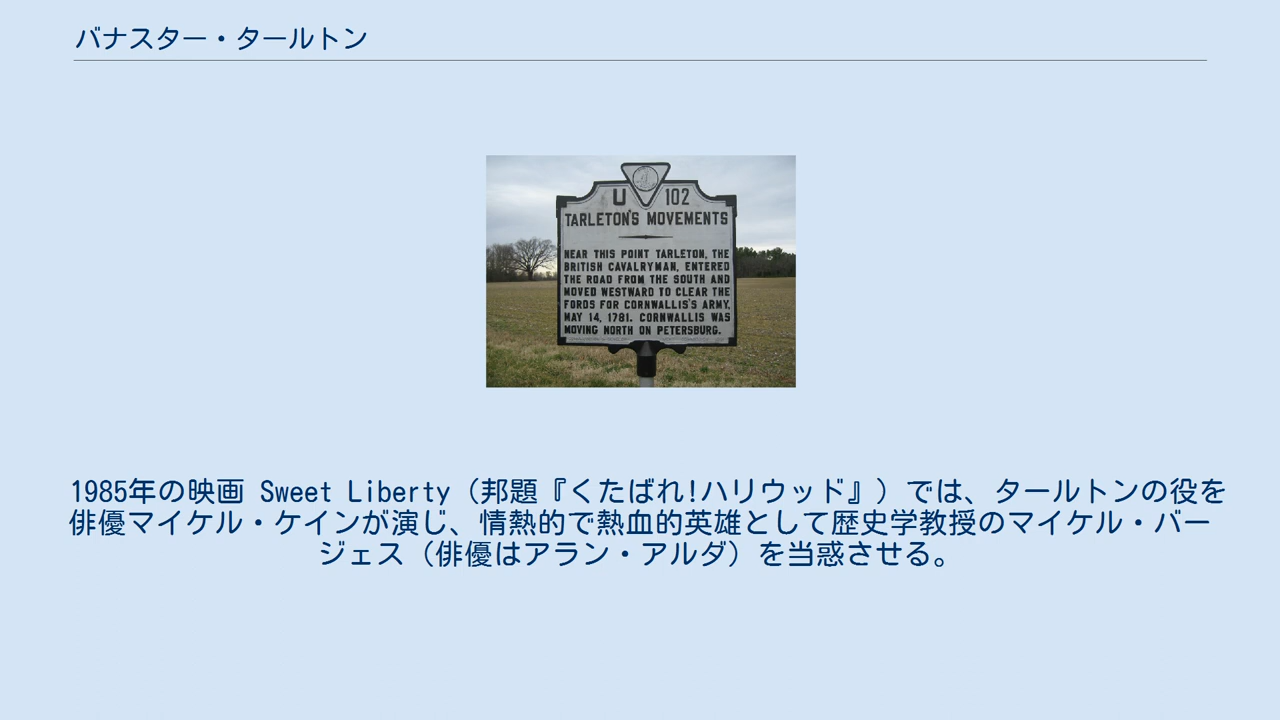 バナスター・タールトン
U 102
TARLETON'S MOVEMENTS
NEAR THIS POINT TARLETON, THE
BRITISH CAVALRYMAN, ENTERED
THE ROAD FROM THE SOUTH AND
MOVED WESTWARD TO CLEAR THE
FORDS FOR CORNWALLIS'S ARMY,
MAY 14, 1781. CORNWALLIS WAS
MOVING NORTH ON PETERSBURG.
1985年の映画 Sweet Liberty（邦題『くたばれ!ハリウッド』）では、タールトンの役を
俳優マイケル・ケインが演じ、情熱的で熱血的英雄として歴史学教授のマイケル・バー
ジェス（俳優はアラン・アルダ）を当惑させる。